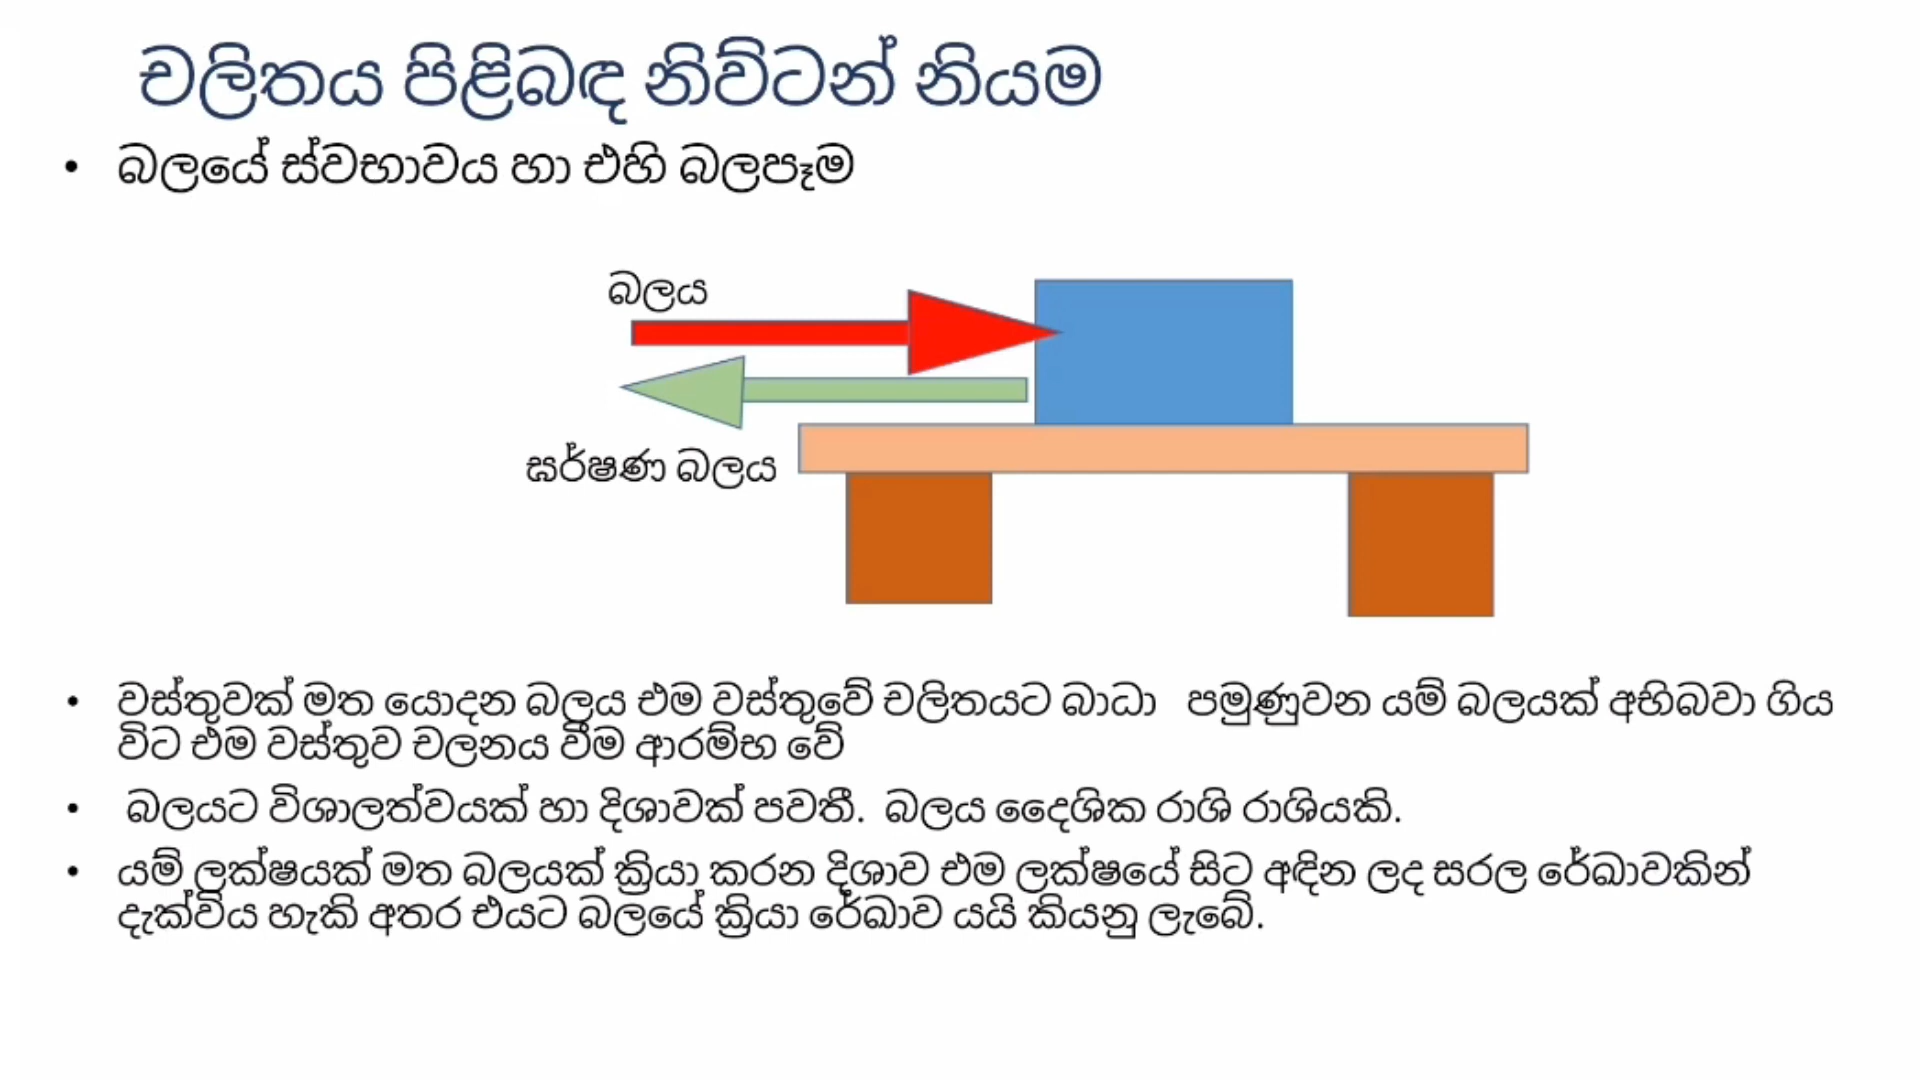 චලිතය පිළිබඳ නිව්ටන් නියම
• බලයේ ස්වභාවය හා එහි බලපෑම
බලය
ඝර්ෂණ බලය
• වස්තුවක් මත යොදන බලය එම වස්තුවේ චලිතයට බාධා පමුණුවන යම් බලයක් අභිබවා ගිය
විට එම වස්තුව චලනය වීම ආරම්භ වේ
• බලයට විශාලත්වයක් හා දිශාවක් පවතී. බලය දෛශික රාශි රාශියකි.
• යම් ලක්ෂයක් මත බලයක් ක්‍රියා කරන දිශාව එම ලක්ෂයේ සිට අඳින ලද සරල රේඛාවකින්
දැක්විය හැකි අතර එයට බලයේ ක්‍රියා රේඛාව යයි කියනු ලැබේ.